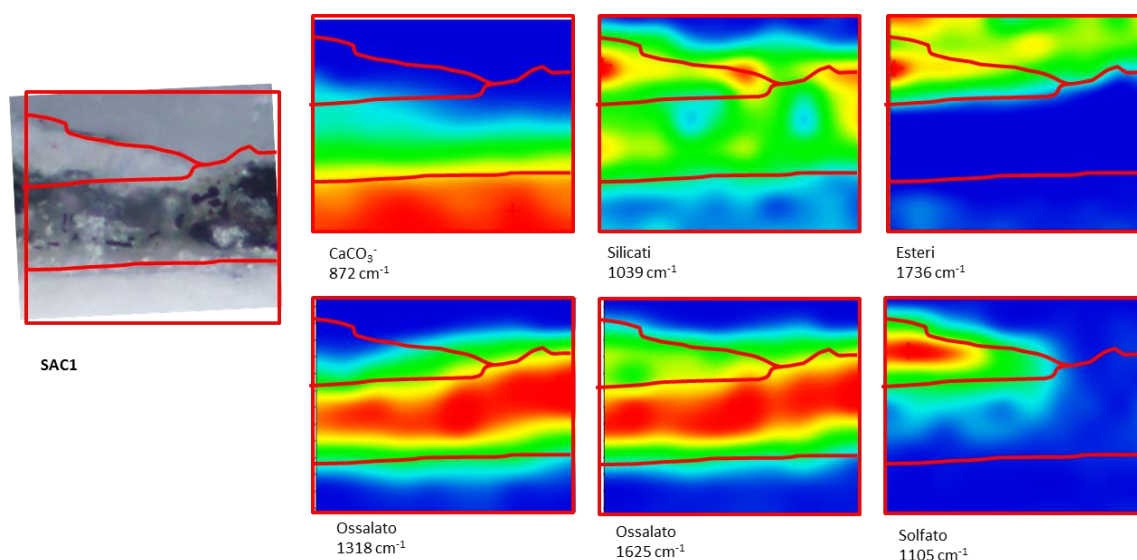 CaCO₃⁻
872 cm⁻¹
Silicati
1039 cm⁻¹
Esteri
1736 cm⁻¹
SAC1
Ossalato
1318 cm⁻¹
Ossalato
1625 cm⁻¹
Solfato
1105 cm⁻¹